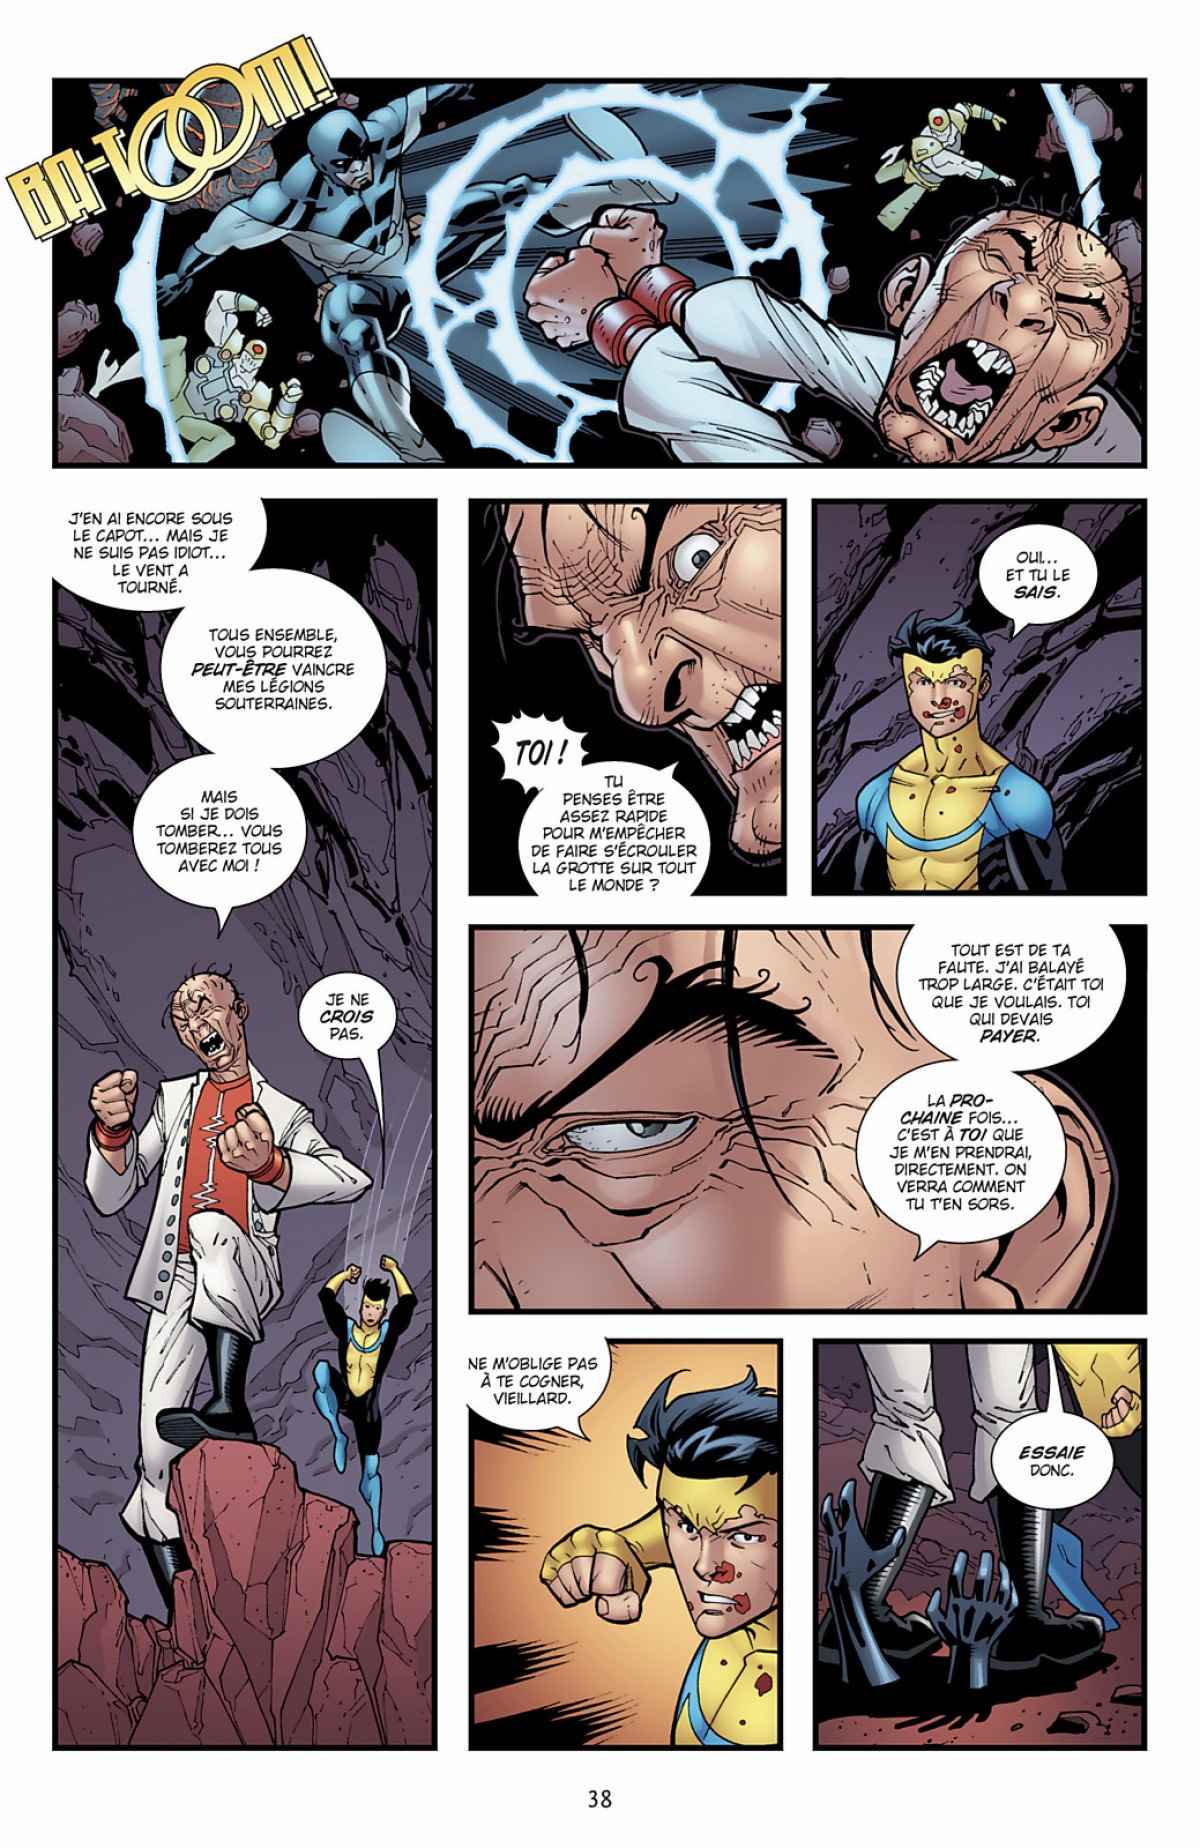 BA-TOOM!
J'EN AI ENCORE SOUS
LE CAPOT... MAIS JE
NE SUIS PAS IDIOT...
LE VENT A
TOURNÉ.
TOUS ENSEMBLE,
VOUS POURREZ
PEUT-ÊTRE VAINCRE
MES LÉGIONS
SOUTERRAINES.
MAIS
SI JE DOIS
TOMBER... VOUS
TOMBEREZ TOUS
AVEC MOI !
JE NE
CROIS
PAS.
TOI !
TU
PENSES ÊTRE
ASSEZ RAPIDE
POUR M'EMPÊCHER
DE FAIRE S'ÉCROULER
LA GROTTE SUR TOUT
LE MONDE ?
OUI...
ET TU LE
SAIS.
TOUT EST DE TA
FAUTE. J'AI BALAYÉ
TROP LARGE. C'ÉTAIT TOI
QUE JE VOULAIS. TOI
QUI DEVAIS
PAYER.
LA PRO-
CHAINE FOIS...
C'EST À TOI QUE
JE M'EN PRENDRAI,
DIRECTEMENT. ON
VERRA COMMENT
TU T'EN SORS.
NE M'OBLIGE PAS
À TE COGNER,
VIEILLARD.
ESSAIE
DONC.
38